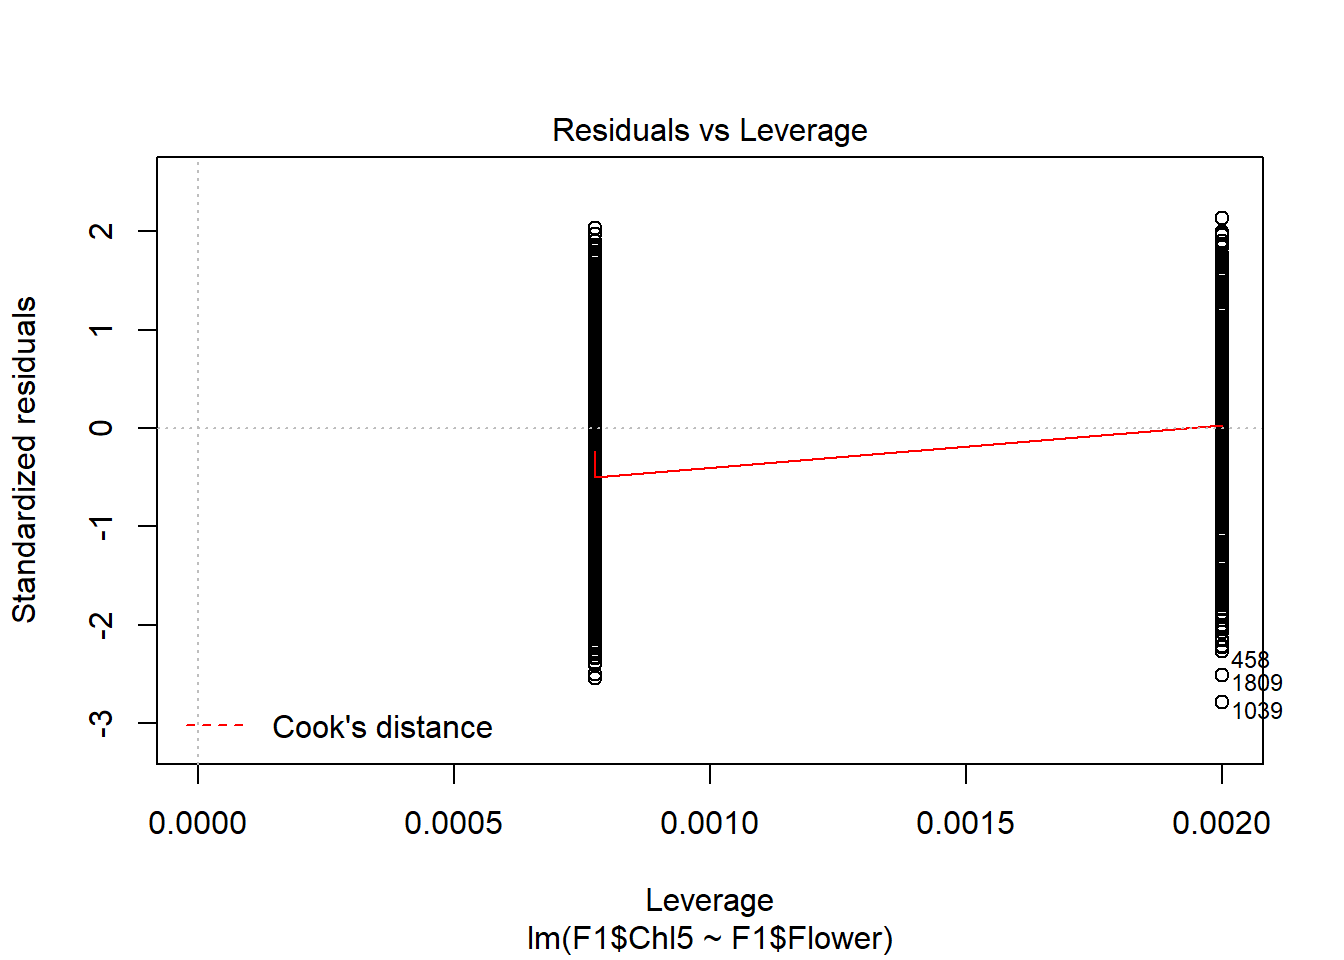 Residuals vs Leverage
Standardized residuals
2
1
0
-1
-2
-3
458
1809
1039
Cook's distance
0.0000 0.0005 0.0010 0.0015 0.0020
Leverage
lm(F1$Chl5 ~ F1$Flower)